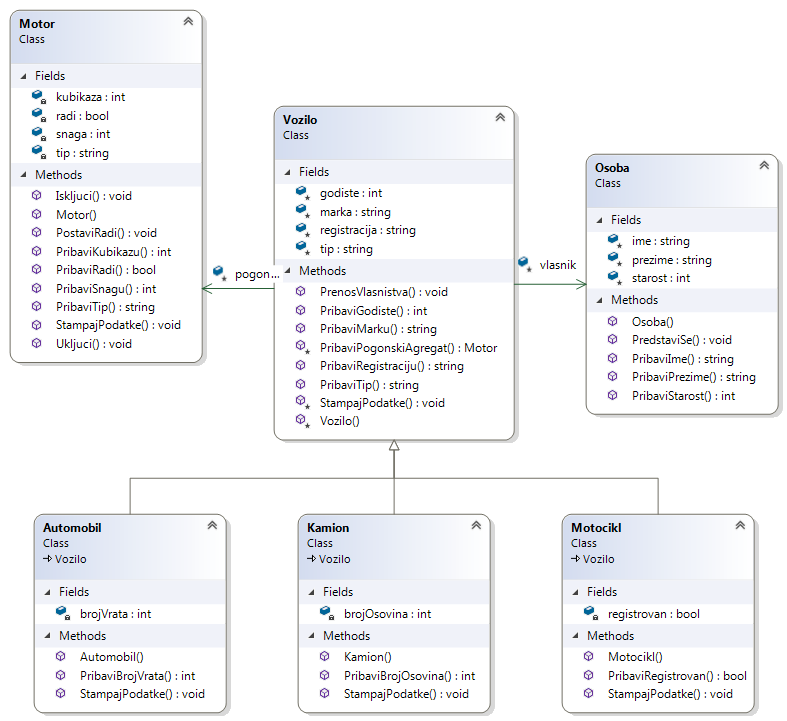 Motor
Class
Fields
kubikaza : int
radi : bool
snaga : int
tip : string
Methods
Iskljuci() : void
Motor()
PostaviRadi() : void
PribaviKubikazu() : int
PribaviRadi() : bool
PribaviSnagu() : int
PribaviTip() : string
StampajPodatke() : void
Ukljuci() : void
pogon...
Vozilo
Class
Fields
godiste : int
marka : string
registracija : string
tip : string
Methods
PrenosVlasnistva() : void
PribaviGodiste() : int
PribaviMarku() : string
PribaviPogonskiAgregat() : Motor
PribaviRegistraciju() : string
PribaviTip() : string
StampajPodatke() : void
Vozilo()
vlasnik
Osoba
Class
Fields
ime : string
prezime : string
starost : int
Methods
Osoba()
PredstaviSe() : void
PribaviIme() : string
PribaviPrezime() : string
PribaviStarost() : int
Automobil
Class
Vozilo
Fields
brojVrata : int
Methods
Automobil()
PribaviBrojVrata() : int
StampajPodatke() : void
Kamion
Class
Vozilo
Fields
brojOsovina : int
Methods
Kamion()
PribaviBrojOsovina() : int
StampajPodatke() : void
Motocikl
Class
Vozilo
Fields
registrovan : bool
Methods
Motocikl()
PribaviRegistrovan() : bool
StampajPodatke() : void